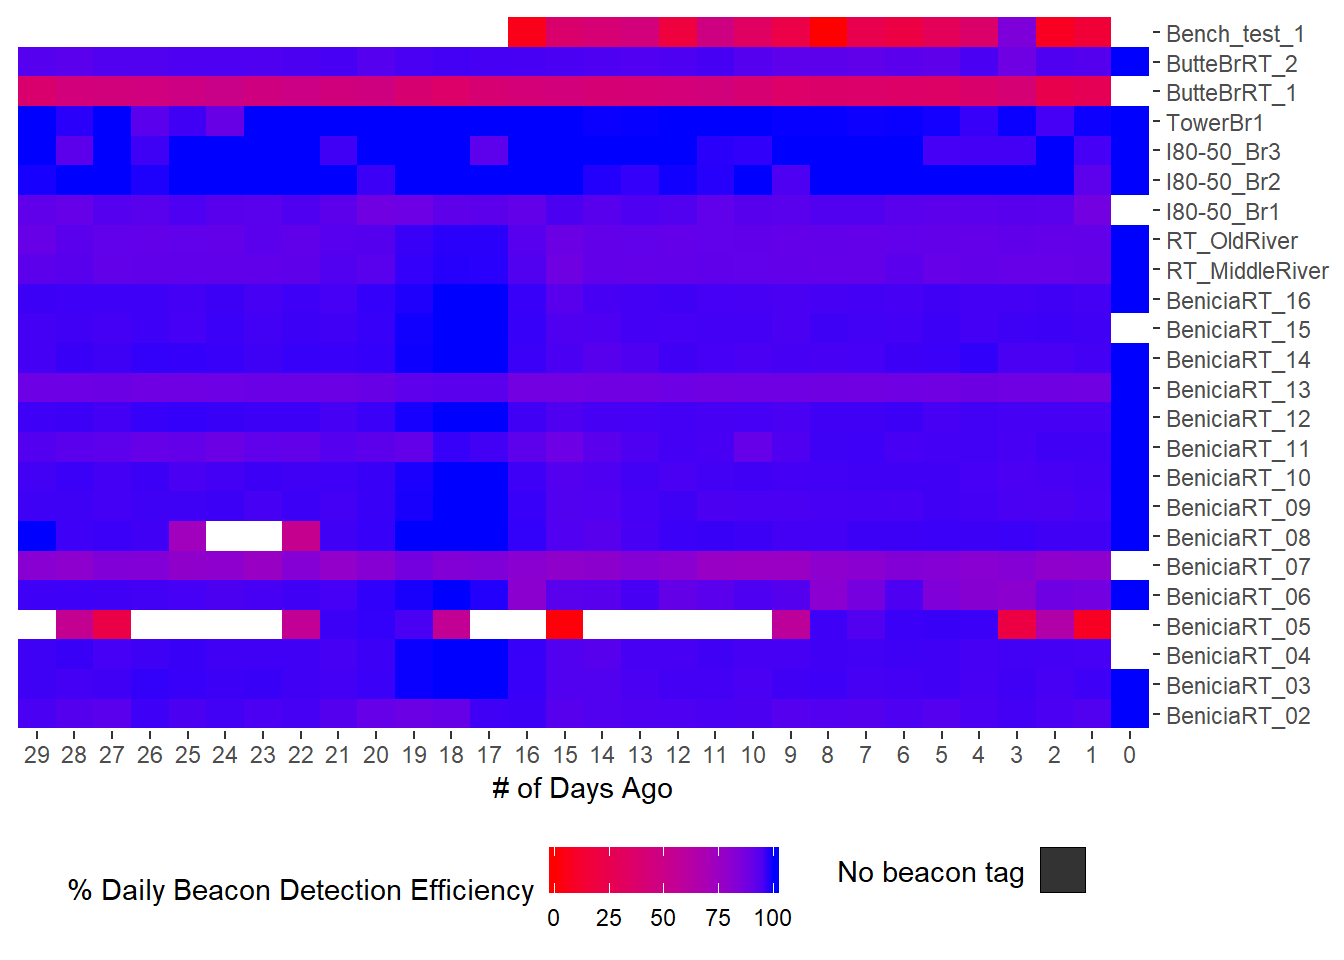 Bench_test_1
ButteBrRT_2
ButteBrRT_1
TowerBr1
I80-50_Br3
I80-50_Br2
I80-50_Br1
RT_OldRiver
RT_MiddleRiver
BeniciaRT_16
BeniciaRT_15
BeniciaRT_14
BeniciaRT_13
BeniciaRT_12
BeniciaRT_11
BeniciaRT_10
BeniciaRT_09
BeniciaRT_08
BeniciaRT_07
BeniciaRT_06
BeniciaRT_05
BeniciaRT_04
BeniciaRT_03
BeniciaRT_02
29 28 27 26 25 24 23 22 21 20 19 18 17 16 15 14 13 12 11 10 9 8 7 6 5 4 3 2 1 0
# of Days Ago
% Daily Beacon Detection Efficiency
0 25 50 75 100
No beacon tag